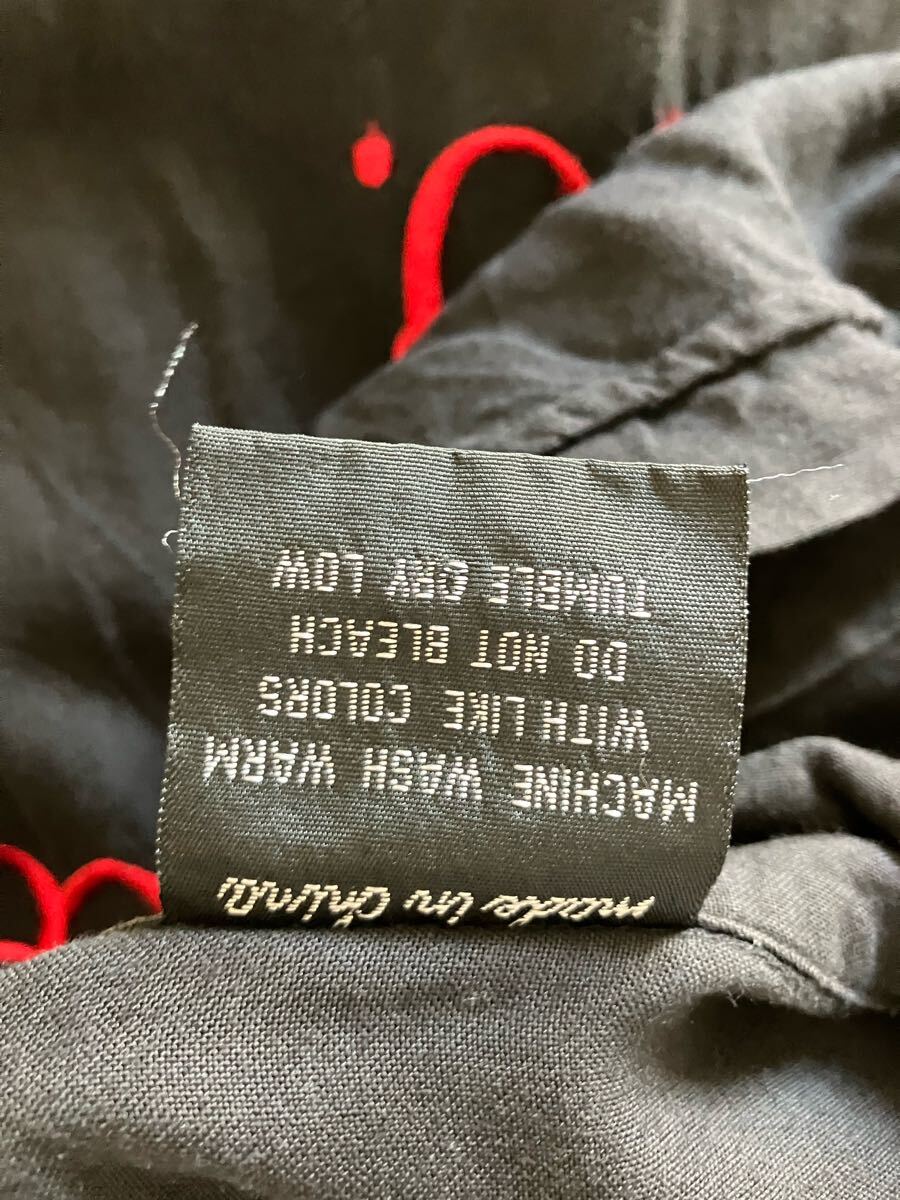 made in China
MACHINE WASH WARM
WITH LIKE COLORS
DO NOT BLEACH
TUMBLE DRY LOW